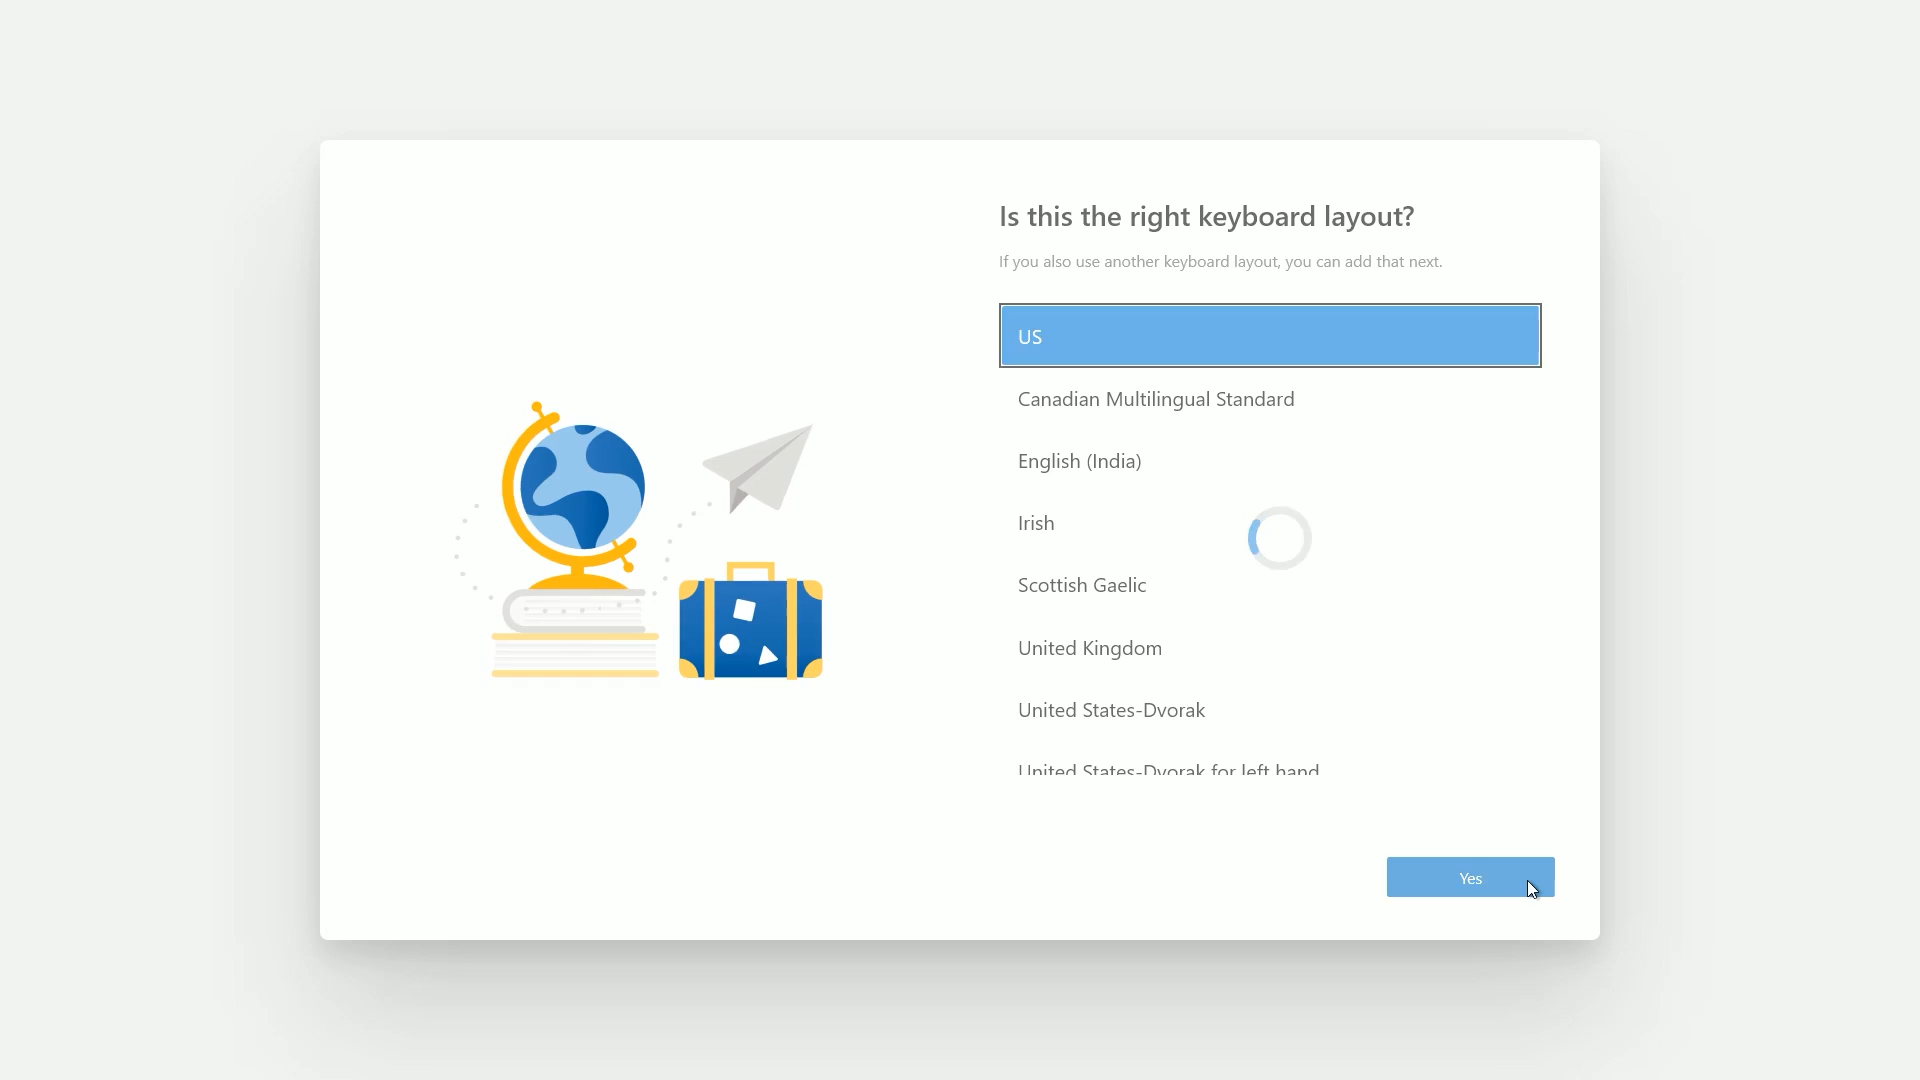 Is this the right keyboard layout?
If you also use another keyboard layout, you can add that next.
US
Canadian Multilingual Standard
English (India)
Irish
Scottish Gaelic
United Kingdom
United States-Dvorak
United States-Dvorak for left hand
Yes